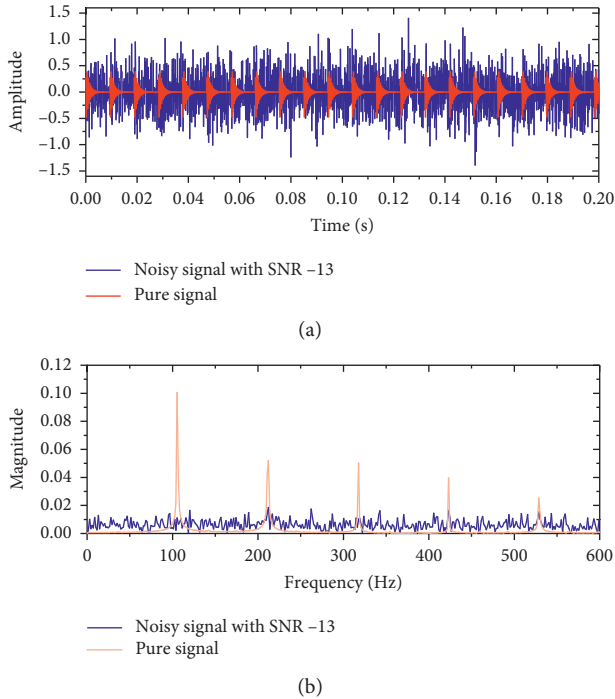 Amplitude
1.5
1.0
0.5
0.0
–0.5
–1.0
–1.5
0.00 0.02 0.04 0.06 0.08 0.10 0.12 0.14 0.16 0.18 0.20
Time (s)
Noisy signal with SNR –13
Pure signal
(a)
Magnitude
0.12
0.10
0.08
0.06
0.04
0.02
0.00
0 100 200 300 400 500 600
Frequency (Hz)
Noisy signal with SNR –13
Pure signal
(b)